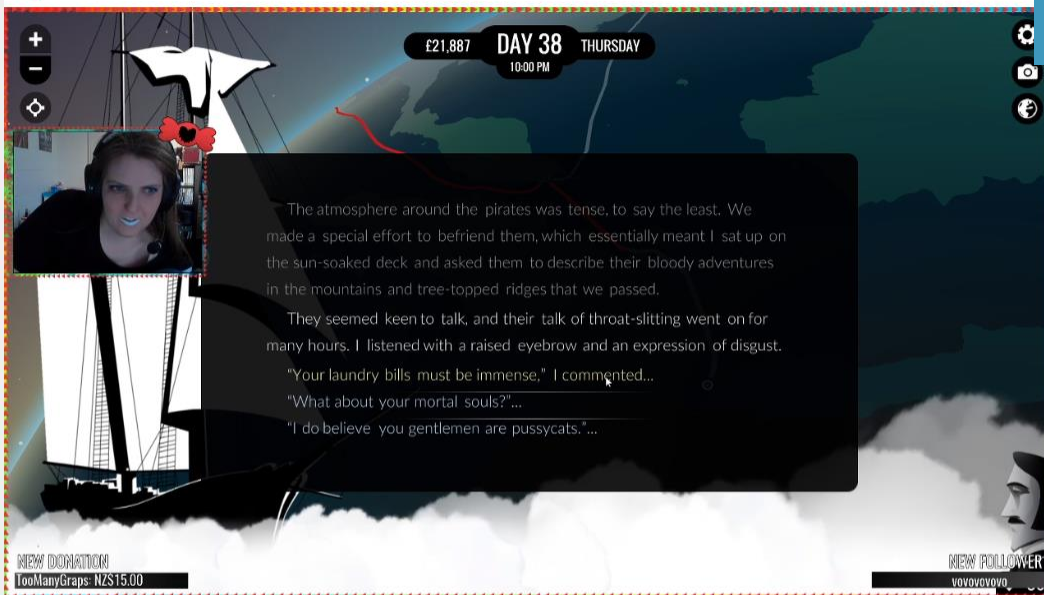 £21,887 DAY 38 THURSDAY
10:00 PM
The atmosphere around the pirates was tense, to say the least. We
made a special effort to befriend them, which essentially meant I sat up on
the sun-soaked deck and asked them to describe their bloody adventures
in the mountains and tree-topped ridges that we passed.
They seemed keen to talk, and their talk of throat-slitting went on for
many hours. I listened with a raised eyebrow and an expression of disgust.
“Your laundry bills must be immense,” I commented...
“What about your mortal souls?”...
“I do believe you gentlemen are pussycats.”...
NEW DONATION
TooManyGraps: NZ$15.00
NEW FOLLOWER
vovovovovo